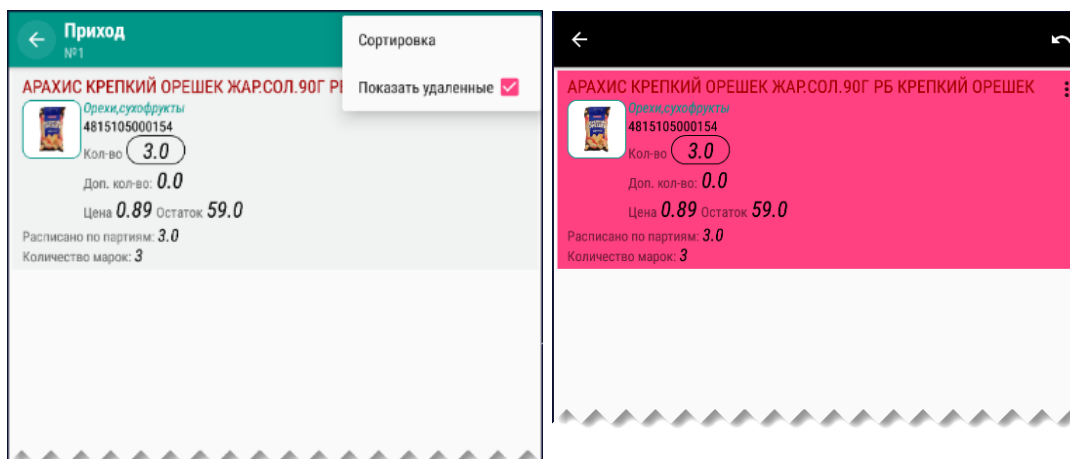 Приход
№1
Сортировка
Показать удаленные
АРАХИС КРЕПКИЙ ОРЕШЕК ЖАР.СОЛ.90Г РБ
Орехи,сухофрукты
4815105000154
Кол-во 3.0
Доп. кол-во: 0.0
Цена 0.89 Остаток 59.0
Расписано по партиям: 3.0
Количество марок: 3
АРАХИС КРЕПКИЙ ОРЕШЕК ЖАР.СОЛ.90Г РБ КРЕПКИЙ ОРЕШЕК
Орехи,сухофрукты
4815105000154
Кол-во 3.0
Доп. кол-во: 0.0
Цена 0.89 Остаток 59.0
Расписано по партиям: 3.0
Количество марок: 3